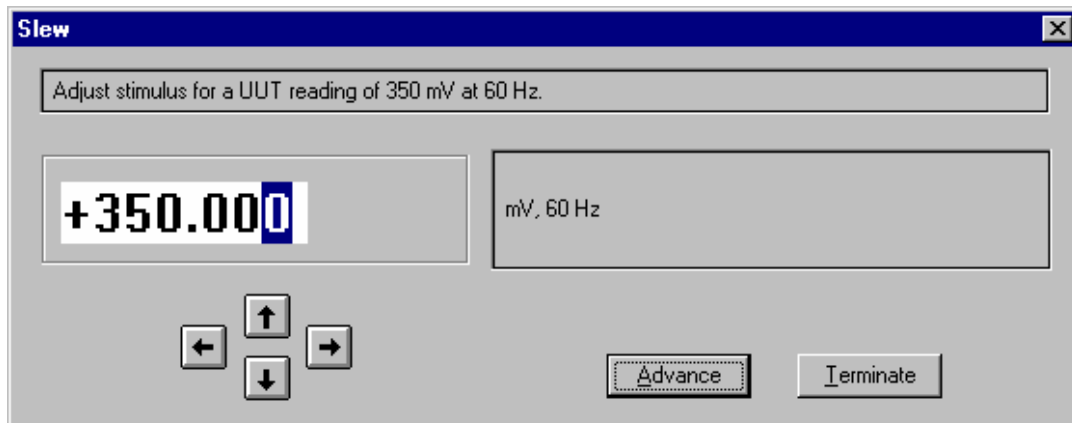 Slew
Adjust stimulus for a UUT reading of 350 mV at 60 Hz.
+350.000
mV, 60 Hz
Advance
Terminate